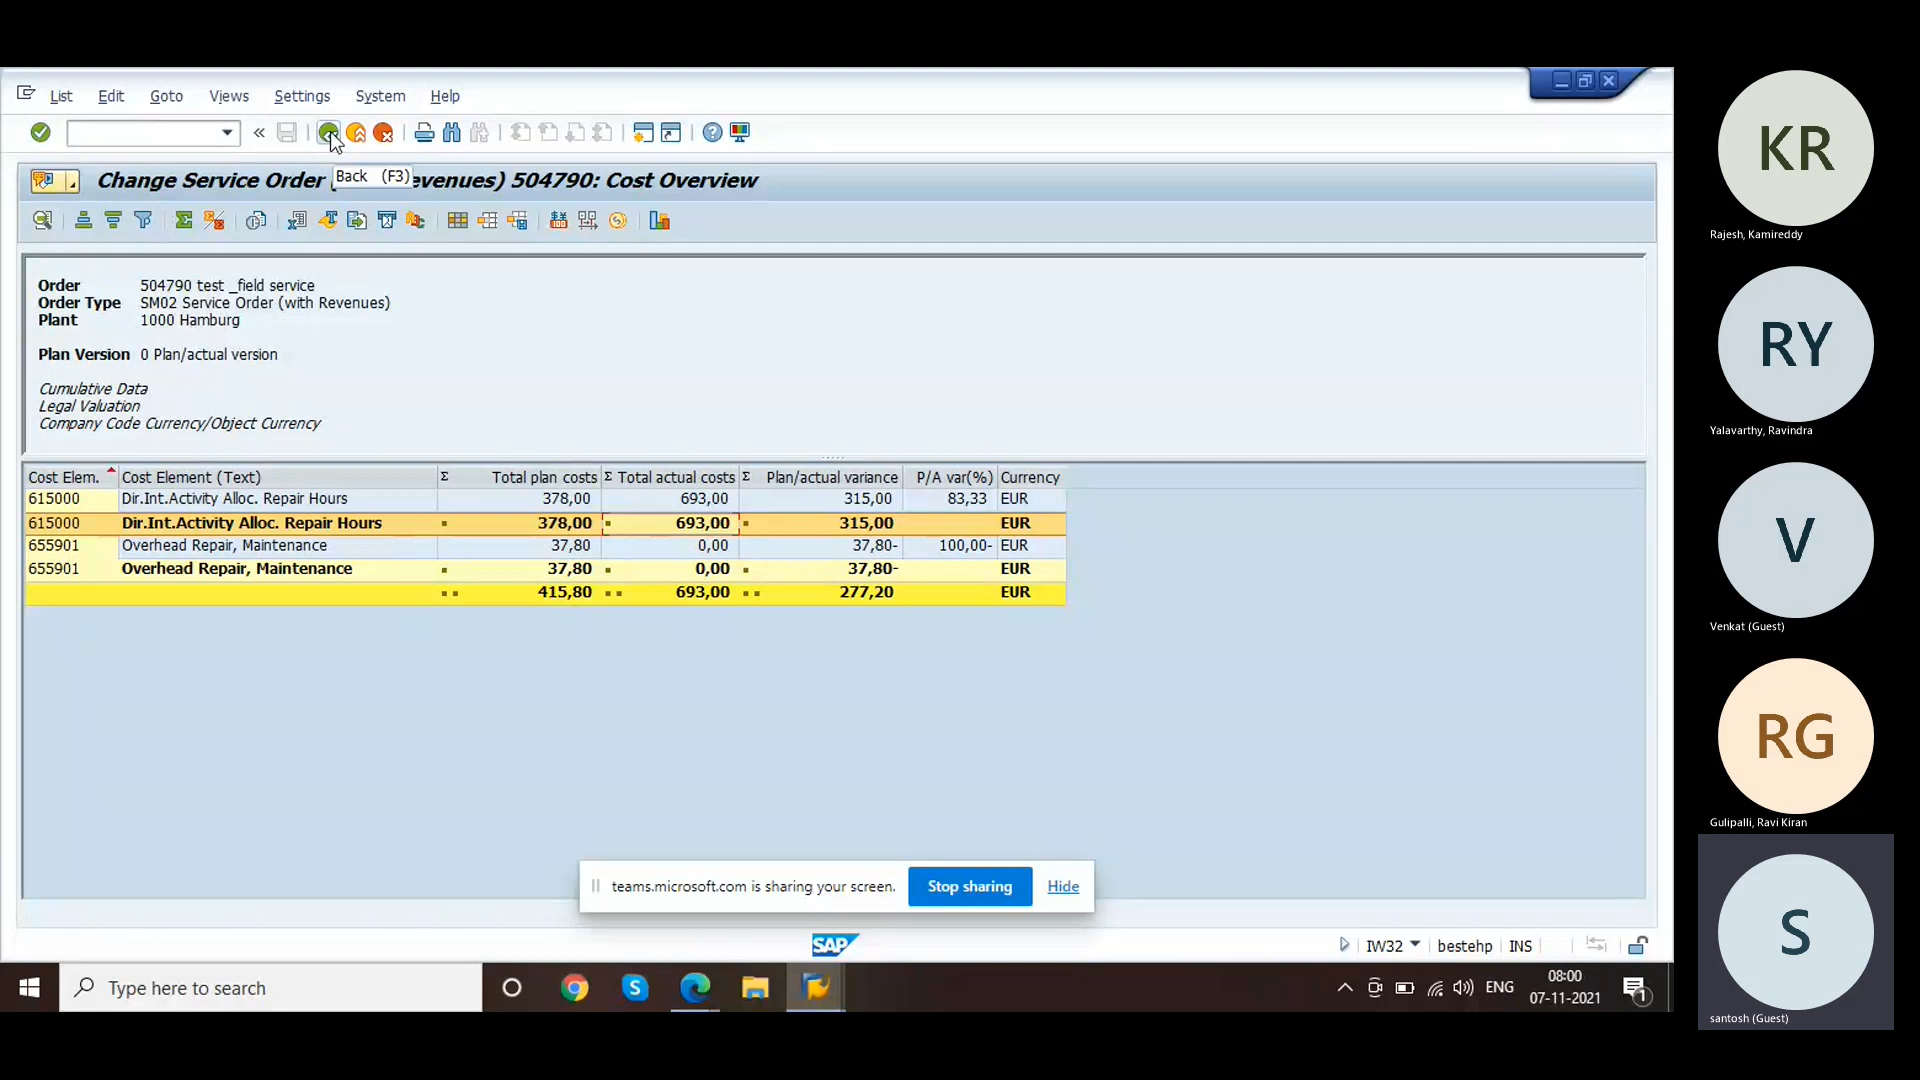 List Edit Goto Views Settings System Help
«
Back (F3)
Change Service Order ( evenues) 504790: Cost Overview
Order 504790 test _field service
Order Type SM02 Service Order (with Revenues)
Plant 1000 Hamburg
Plan Version 0 Plan/actual version
Cumulative Data
Legal Valuation
Company Code Currency/Object Currency
Cost Elem. Cost Element (Text) Σ Total plan costs Σ Total actual costs Σ Plan/actual variance P/A var(%) Currency
615000 Dir.Int.Activity Alloc. Repair Hours 378,00 693,00 315,00 83,33 EUR
615000 Dir.Int.Activity Alloc. Repair Hours 378,00 693,00 315,00 EUR
655901 Overhead Repair, Maintenance 37,80 0,00 37,80- 100,00- EUR
655901 Overhead Repair, Maintenance 37,80 0,00 37,80- EUR
415,80 693,00 277,20 EUR
teams.microsoft.com is sharing your screen. Stop sharing Hide
SAP IW32 bestehp INS
Type here to search
S
ENG
08:00
07-11-2021
1
KR
Rajesh, Kamireddy
RY
Yalavarthy, Ravindra
V
Venkat (Guest)
RG
Gulipalli, Ravi Kiran
S
santosh (Guest)